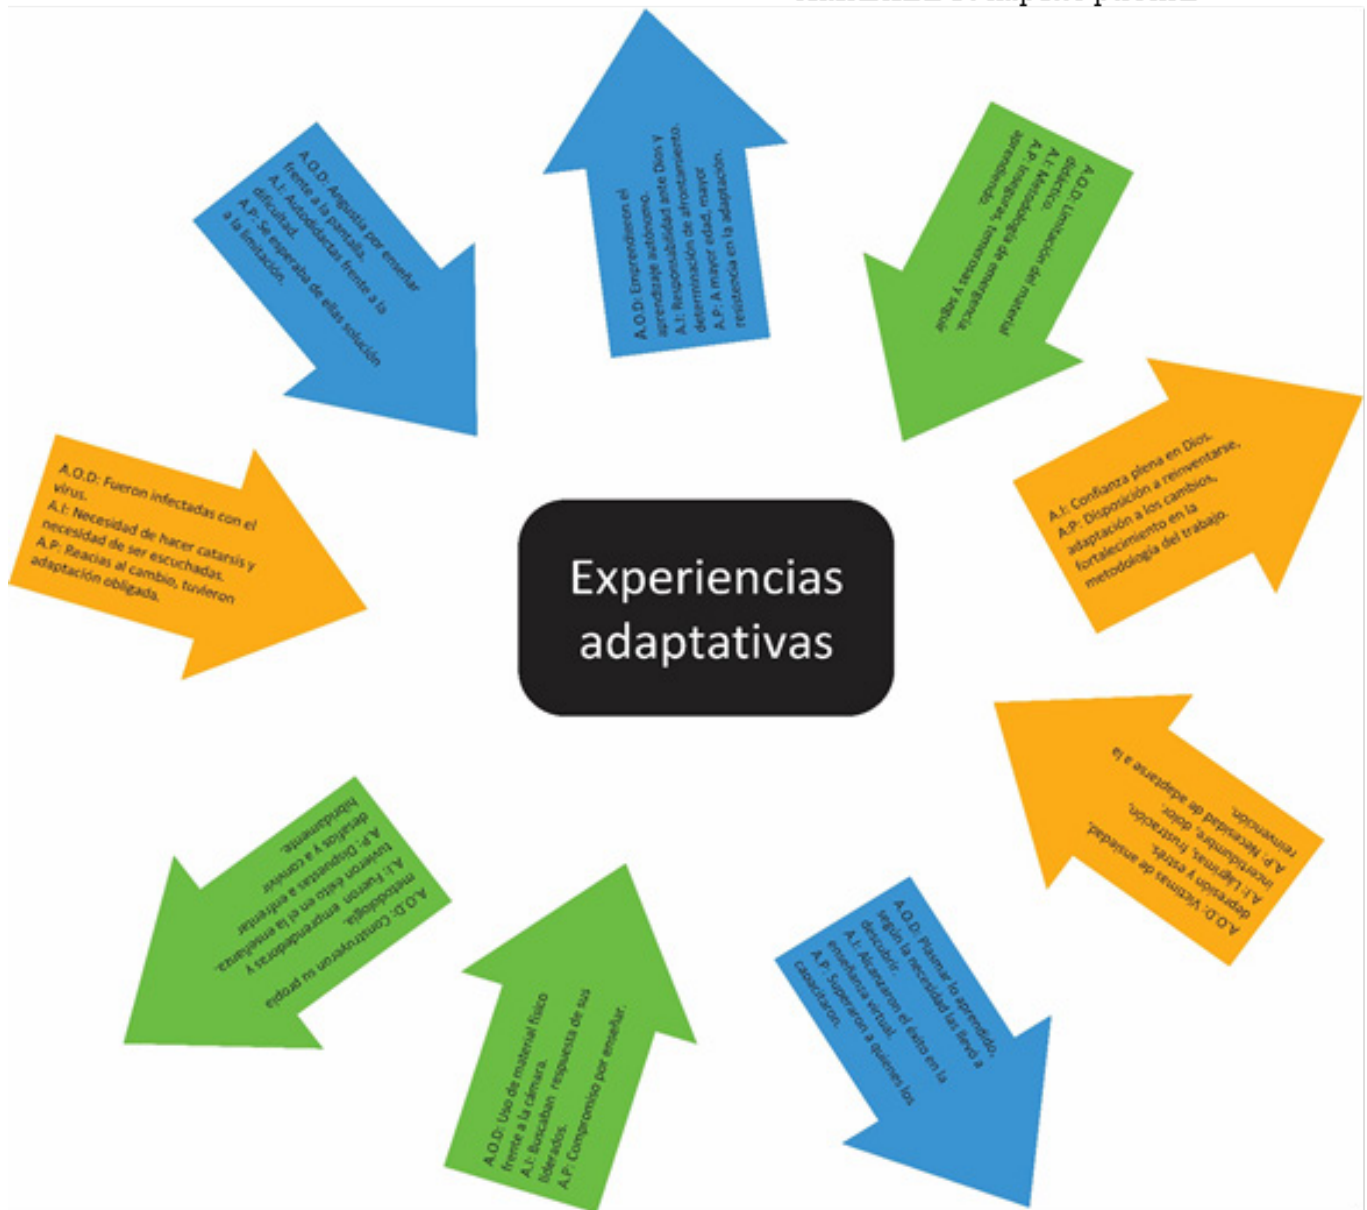 A.O.D: Emprendieron el
aprendizaje autónomo.
A.I: Responsabilidad ante Dios y
determinación de afrontamiento.
A.P: A mayor edad, mayor
resistencia en la adaptación.
A.O.D: Limitación del material
didáctico.
A.I: Metodología de emergencia.
A.P: Inseguras, temerosas y seguir
aprendiendo.
A.I: Confianza plena en Dios.
A.P: Disposición a reinventarse,
adaptación a los cambios,
fortalecimiento en la
metodología del trabajo.
A.O.D: Víctimas de ansiedad,
depresión y estrés.
A.I: Lágrimas, frustración,
incertidumbre, dolor.
A.P: Necesidad de adaptarse a la
reinvención.
A.O.D: Plasmar lo aprendido,
según la necesidad las llevó a
descubrir.
A.I: Alcanzaron el éxito en la
enseñanza virtual.
A.P: Superaron a quienes los
capacitaron.
A.O.D: Uso de material físico
frente a la cámara.
A.I: Buscaban respuesta de sus
liderados.
A.P: Compromiso por enseñar.
A.O.D: Construyeron su propia
metodología.
A.I: Fueron emprendedoras y
tuvieron éxito en el la enseñanza.
A.P: Dispuestas a enfrentar
desafíos y a convivir
híbridamente.
A.O.D: Fueron infectadas con el
virus.
A.I: Necesidad de hacer catarsis y
necesidad de ser escuchadas.
A.P: Reacias al cambio, tuvieron
adaptación obligada.
A.O.D: Angustia por enseñar
frente a la pantalla.
A.I: Autodidactas frente a la
dificultad.
A.P: Se esperaba de ellas solución
a la limitación.
Experiencias
adaptativas